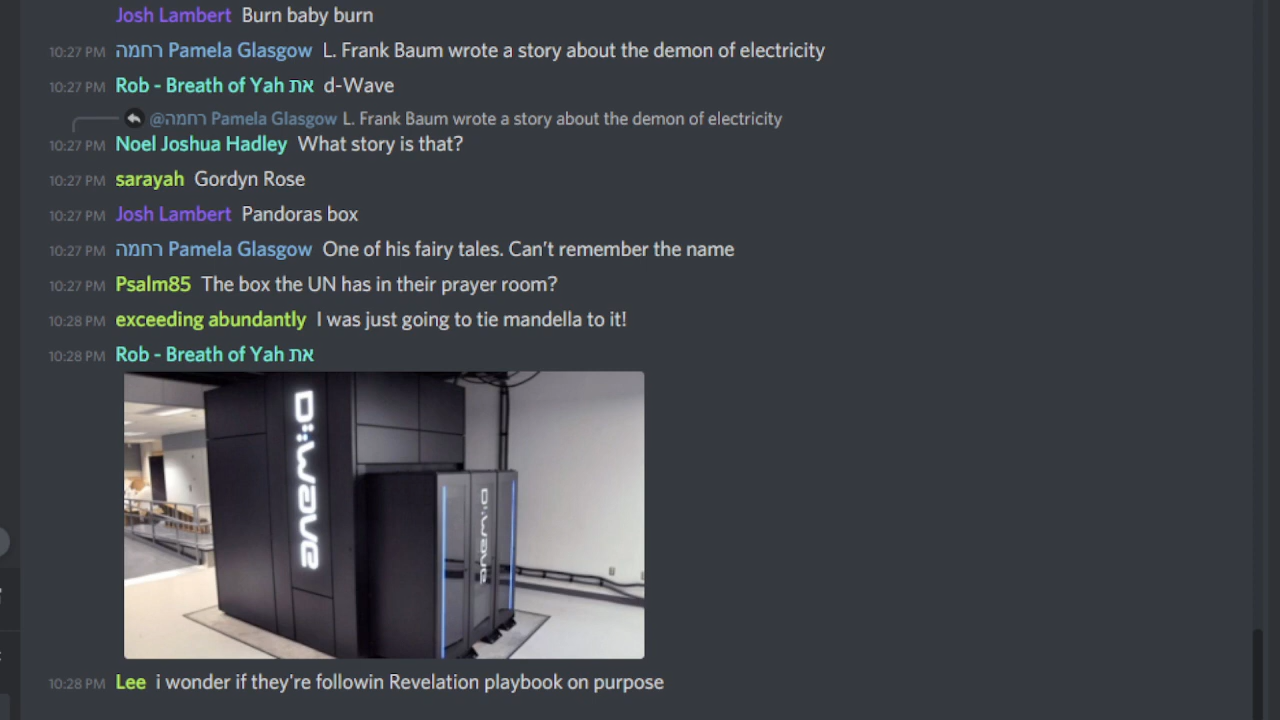 Josh Lambert Burn baby burn
10:27 PM רחמה Pamela Glasgow L. Frank Baum wrote a story about the demon of electricity
10:27 PM Rob - Breath of Yah את d-Wave
@רחמה Pamela Glasgow L. Frank Baum wrote a story about the demon of electricity
10:27 PM Noel Joshua Hadley What story is that?
10:27 PM sarayah Gordyn Rose
10:27 PM Josh Lambert Pandoras box
10:27 PM רחמה Pamela Glasgow One of his fairy tales. Can't remember the name
10:27 PM Psalm85 The box the UN has in their prayer room?
10:28 PM exceeding abundantly I was just going to tie mandella to it!
10:28 PM Rob - Breath of Yah את
D:wave
D:wave
10:28 PM Lee i wonder if they're followin Revelation playbook on purpose